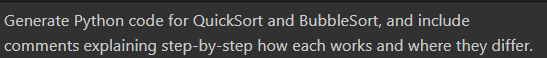 Generate Python code for QuickSort and BubbleSort, and include
comments explaining step-by-step how each works and where they differ.